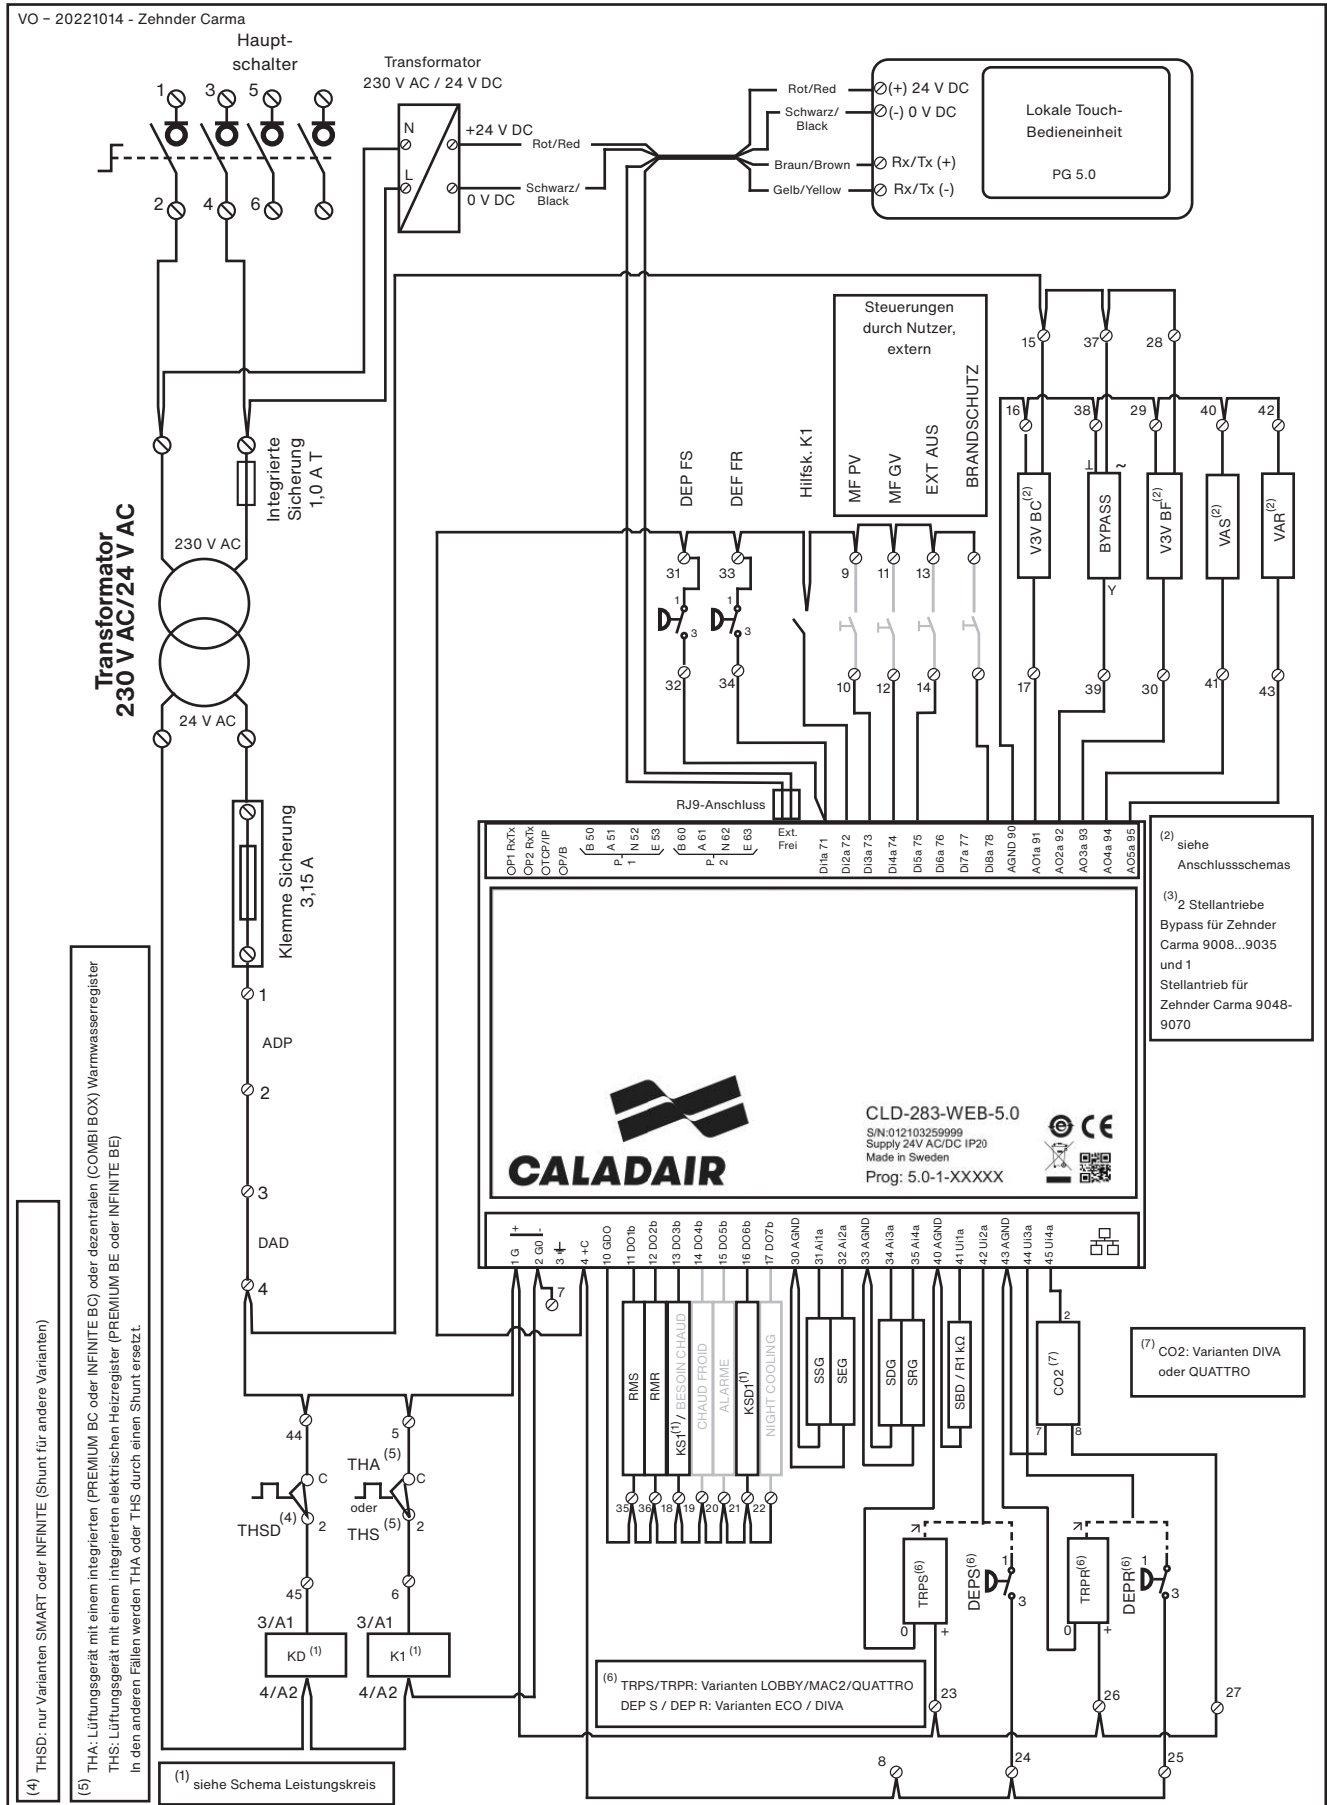 VO – 20221014 - Zehnder Carma
Haupt-
schalter
1
3
5
2
4
6
Transformator
230 V AC / 24 V DC
N
L
+24 V DC
0 V DC
Rot/Red
Schwarz/
Black
Rot/Red
Schwarz/
Black
Braun/Brown
Gelb/Yellow
(+) 24 V DC
(-) 0 V DC
Rx/Tx (+)
Rx/Tx (-)
Lokale Touch-
Bedieneinheit
PG 5.0
Steuerungen
durch Nutzer,
extern
MF PV
MF GV
EXT AUS
BRANDSCHUTZ
Hilfsk. K1
DEP FS
DEF FR
31
33
9
11
13
1
3
1
3
32
34
10
12
14
15
37
28
16
38
29
40
42
⊥
~
V3V BC(2)
BYPASS
V3V BF(2)
VAS(2)
VAR(2)
Y
17
39
30
41
43
Integrierte
Sicherung
1,0 A T
Transformator
230 V AC/24 V AC
230 V AC
24 V AC
Klemme Sicherung
3,15 A
1
ADP
2
3
DAD
4
RJ9-Anschluss
OP1 RxTx
OP2 RxTx
TCP/IP
P/B
B 50
A 51
N 52
E 53
P
1
B 60
A 61
N 62
E 63
P
2
Ext.
Frei
Di1a 71
Di2a 72
Di3a 73
Di4a 74
Di5a 75
Di6a 76
Di7a 77
Di8a 78
AGND 90
AO1a 91
AO2a 92
AO3a 93
AO4a 94
AO5a 95
(2) siehe
Anschlussschemas
(3) 2 Stellantriebe
Bypass für Zehnder
Carma 9008...9035
und 1
Stellantrieb für
Zehnder Carma 9048-
9070
CALADAIR
CLD-283-WEB-5.0
S/N:012103259999
Supply 24V AC/DC IP20
Made in Sweden
Prog: 5.0-1-XXXXX
CE
1 G
+
2 G0
-
3
4 +C
10 GDO
11 DO1b
12 DO2b
13 DO3b
14 DO4b
15 DO5b
16 DO6b
17 DO7b
30 AGND
31 Ai1a
32 Ai2a
33 AGND
34 Ai3a
35 Ai4a
40 AGND
41 Ui1a
42 Ui2a
43 AGND
44 Ui3a
45 Ui4a
7
RMS
RMR
KS1(1) / BESOIN CHAUD
CHAUD FROID
ALARME
KSD1(1)
NIGHT COOLING
35
36
18
19
20
21
22
SSG
SEG
SDG
SRG
SBD / R1 kΩ
2
CO2 (7)
7
8
(7) CO2: Varianten DIVA
oder QUATTRO
44
5
C
THSD
(4)
2
THA
(5)
C
oder
THS
(5)
2
45
6
3/A1
KD (1)
4/A2
3/A1
K1 (1)
4/A2
TRPS(6)
0
+
DEPS(6)
1
3
TRPR(6)
0
+
DEPR(6)
1
3
23
26
27
8
24
25
(6) TRPS/TRPR: Varianten LOBBY/MAC2/QUATTRO
DEP S / DEP R: Varianten ECO / DIVA
(1) siehe Schema Leistungskreis
(4) THSD: nur Varianten SMART oder INFINITE (Shunt für andere Varianten)
(5) THA: Lüftungsgerät mit einem integrierten (PREMIUM BC oder INFINITE BC) oder dezentralen (COMBI BOX) Warmwasserregister
THS: Lüftungsgerät mit einem integrierten elektrischen Heizregister (PREMIUM BE oder INFINITE BE)
In den anderen Fällen werden THA oder THS durch einen Shunt ersetzt.